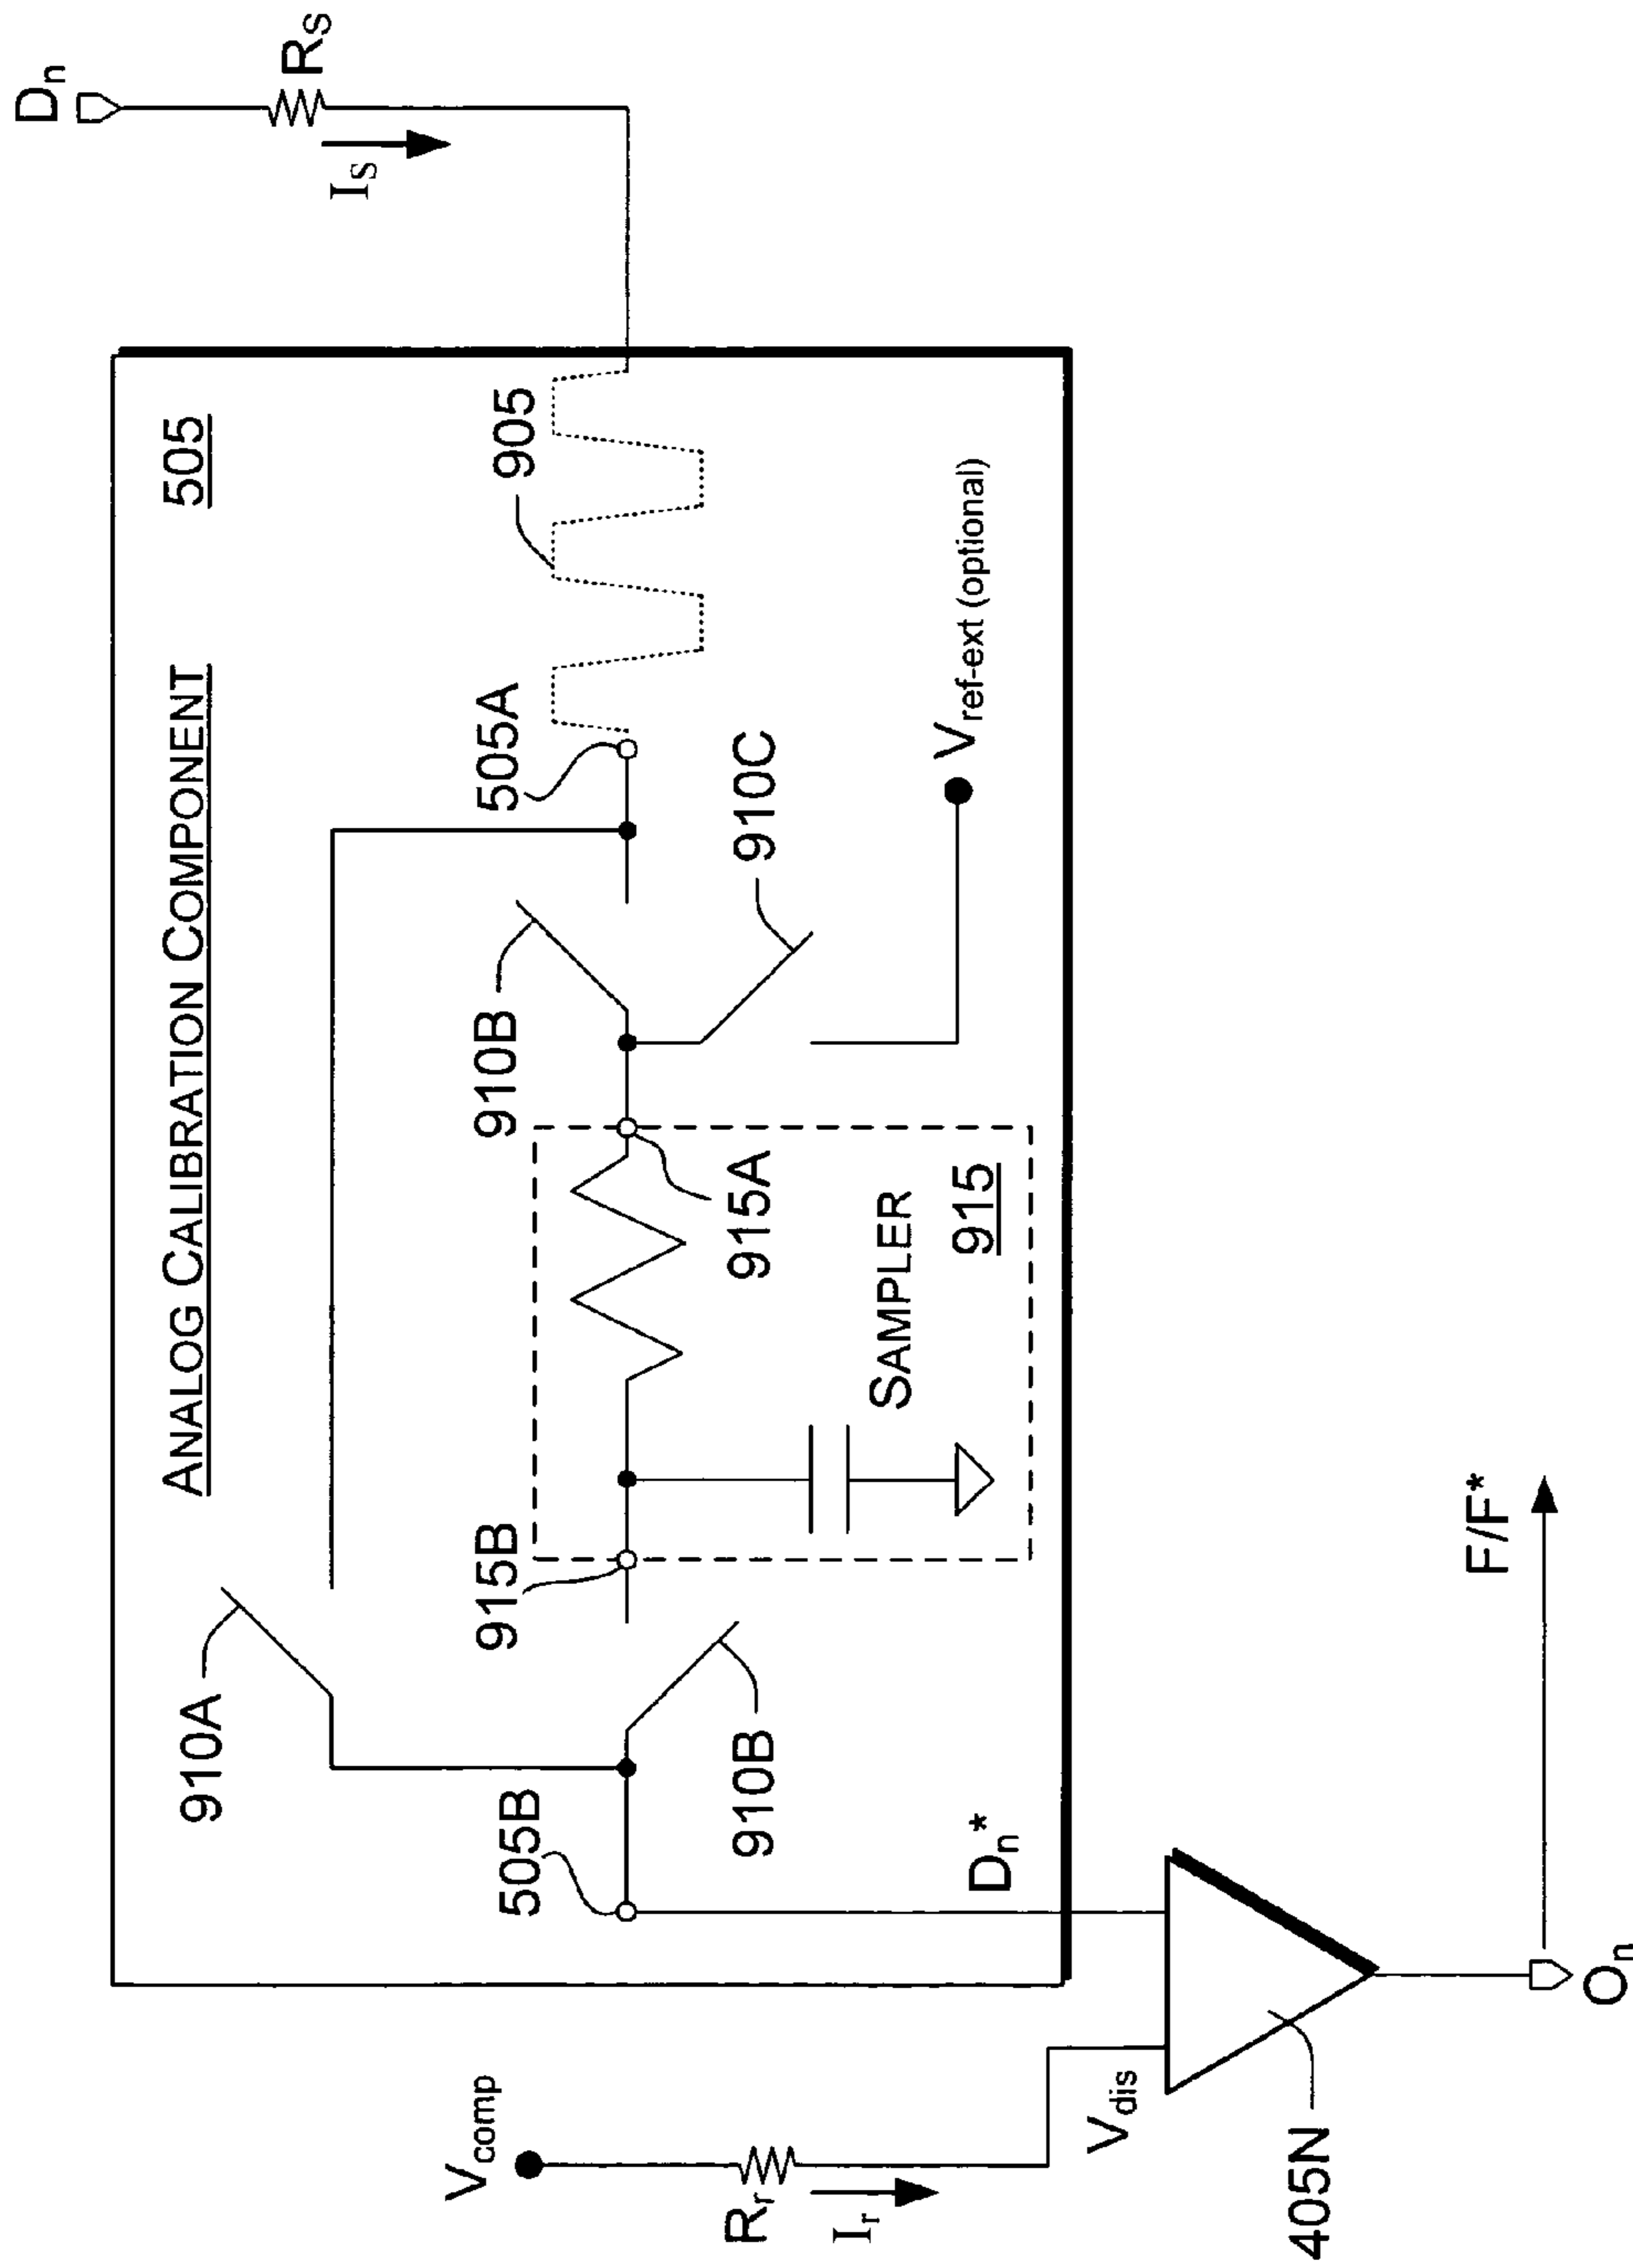 ANALOG CALIBRATION COMPONENT
505
Dn
RS
IS
905
505A
910A
910B
910C
Vref-ext (optional)
915A
915B
SAMPLER
915
505B
910B
Dn*
Vcomp
Rr
Ir
Vdis
405N
On
F/F*